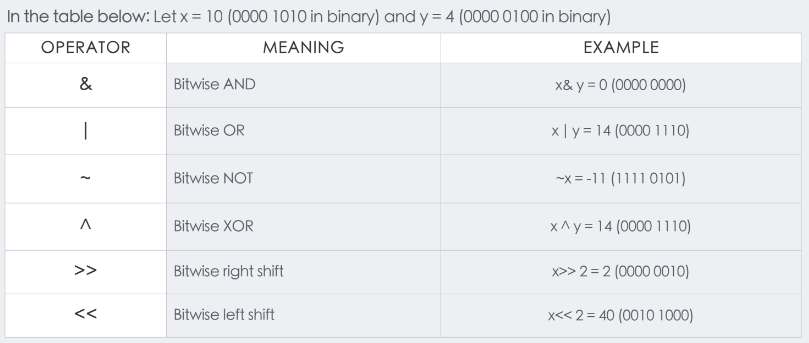 In the table below: Let x = 10 (0000 1010 in binary) and y = 4 (0000 0100 in binary)
OPERATOR MEANING EXAMPLE
& Bitwise AND x& y = 0 (0000 0000)
| Bitwise OR x | y = 14 (0000 1110)
~ Bitwise NOT ~x = -11 (1111 0101)
^ Bitwise XOR x ^ y = 14 (0000 1110)
>> Bitwise right shift x>> 2 = 2 (0000 0010)
<< Bitwise left shift x<< 2 = 40 (0010 1000)